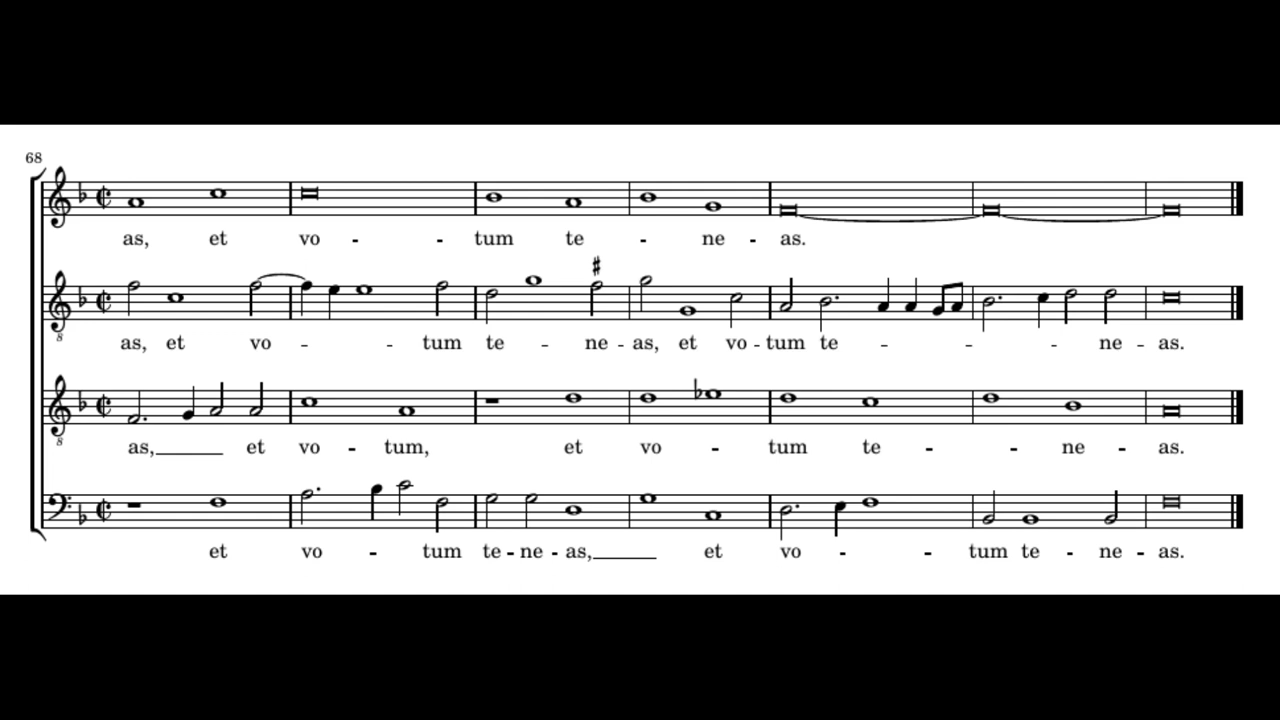 68
as, et vo - - tum te - ne - as.
as, et vo - - tum te - ne - as, et vo - tum te - - - ne - as.
8
as, et vo - tum, et vo - tum te - - ne - as.
8
et vo - tum te - ne - as, et vo - - tum te - ne - as.